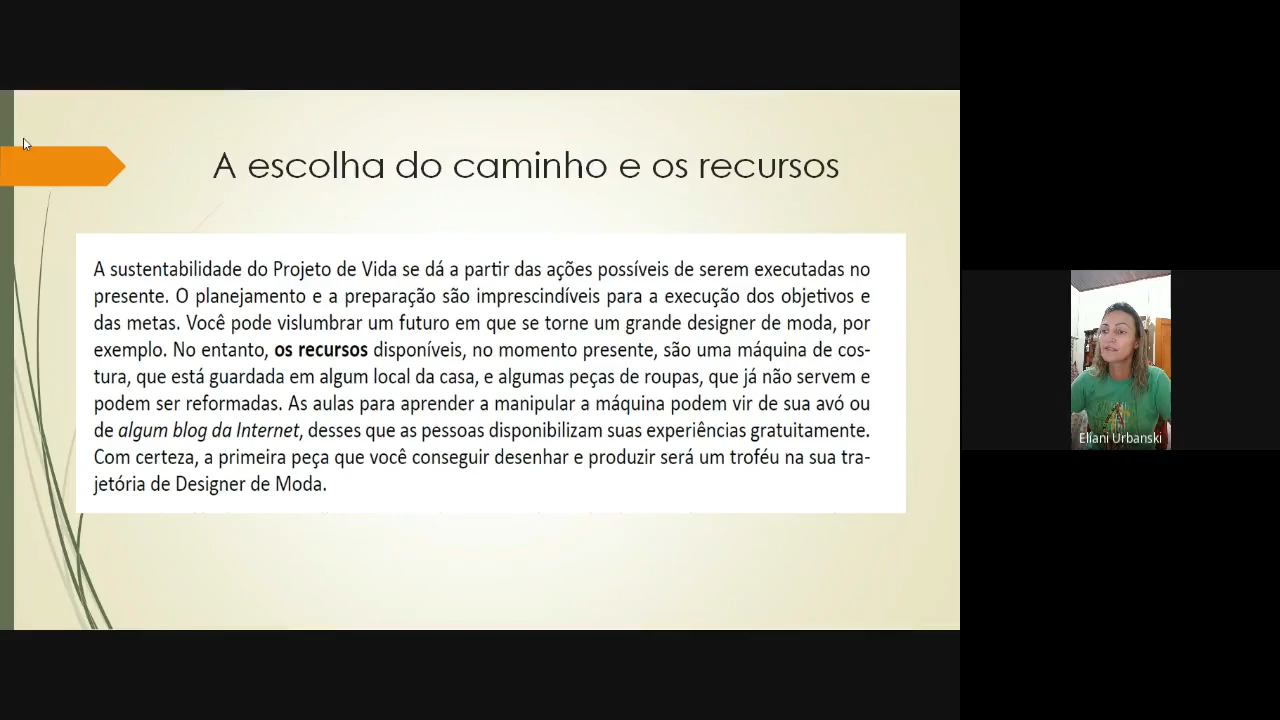 A escolha do caminho e os recursos
A sustentabilidade do Projeto de Vida se dá a partir das ações possíveis de serem executadas no
presente. O planejamento e a preparação são imprescindíveis para a execução dos objetivos e
das metas. Você pode vislumbrar um futuro em que se torne um grande designer de moda, por
exemplo. No entanto, os recursos disponíveis, no momento presente, são uma máquina de cos-
tura, que está guardada em algum local da casa, e algumas peças de roupas, que já não servem e
podem ser reformadas. As aulas para aprender a manipular a máquina podem vir de sua avó ou
de algum blog da Internet, desses que as pessoas disponibilizam suas experiências gratuitamente.
Com certeza, a primeira peça que você conseguir desenhar e produzir será um troféu na sua tra-
jetória de Designer de Moda.
Elíani Urbanski